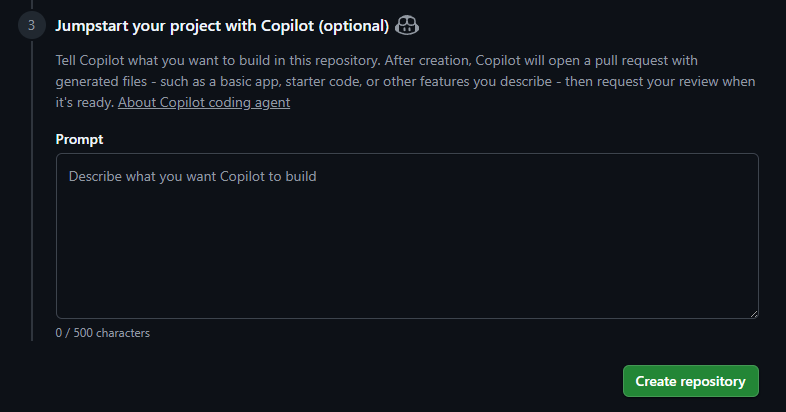 3
Jumpstart your project with Copilot (optional)
Tell Copilot what you want to build in this repository. After creation, Copilot will open a pull request with
generated files - such as a basic app, starter code, or other features you describe - then request your review when
it's ready. About Copilot coding agent
Prompt
Describe what you want Copilot to build
0 / 500 characters
Create repository